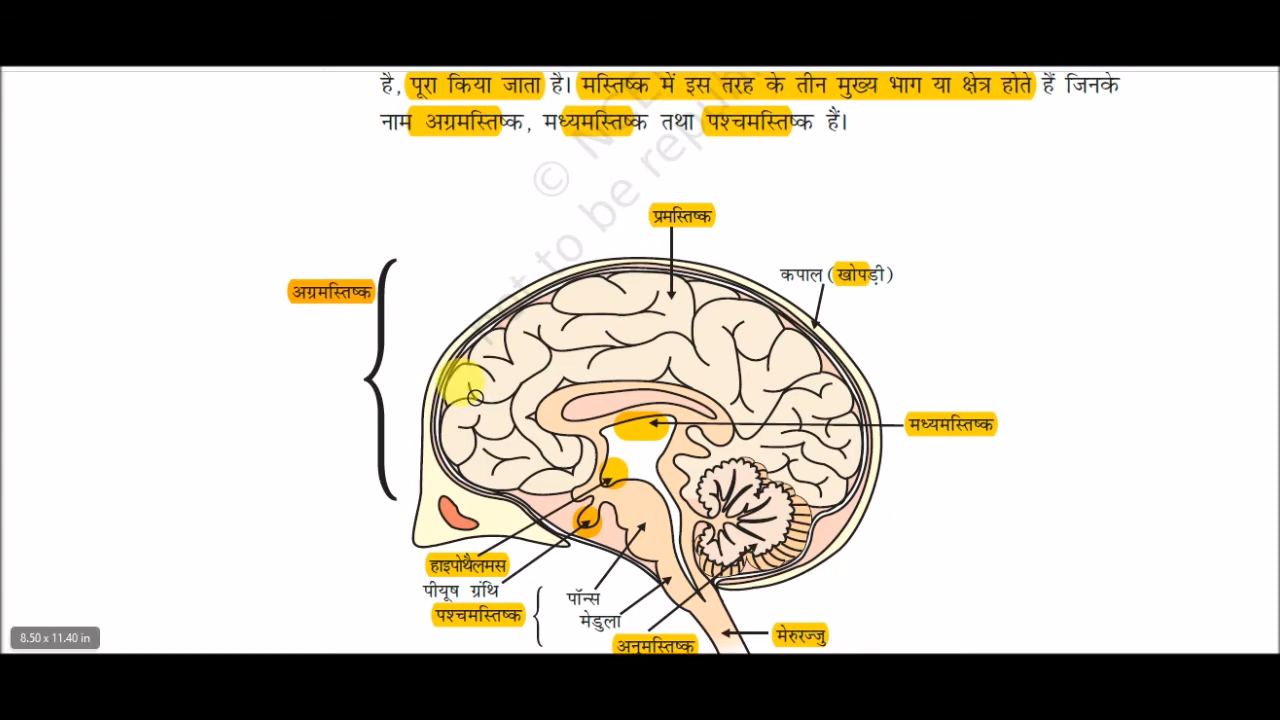 है, पूरा किया जाता है। मस्तिष्क में इस तरह के तीन मुख्य भाग या क्षेत्र होते हैं जिनके
नाम अग्रमस्तिष्क, मध्यमस्तिष्क तथा पश्चमस्तिष्क हैं।
प्रमस्तिष्क
कपाल (खोपड़ी)
अग्रमस्तिष्क
मध्यमस्तिष्क
हाइपोथैलमस
पीयूष ग्रंथि
पॉन्स
पश्चमस्तिष्क
मेडुला
मेरुरज्जु
अनुमस्तिष्क
8.50 x 11.40 in